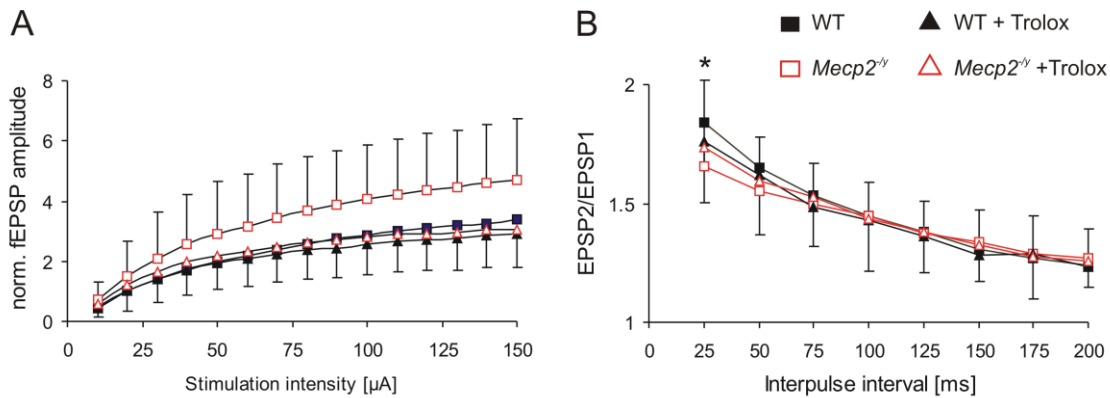 A
norm. fEPSP amplitude
8
6
4
2
0
0 25 50 75 100 125 150
Stimulation intensity [µA]
B
WT
WT + Trolox
Mecp2-/y
Mecp2-/y +Trolox
*
EPSP2/EPSP1
2
1.5
1
0 25 50 75 100 125 150 175 200
Interpulse interval [ms]